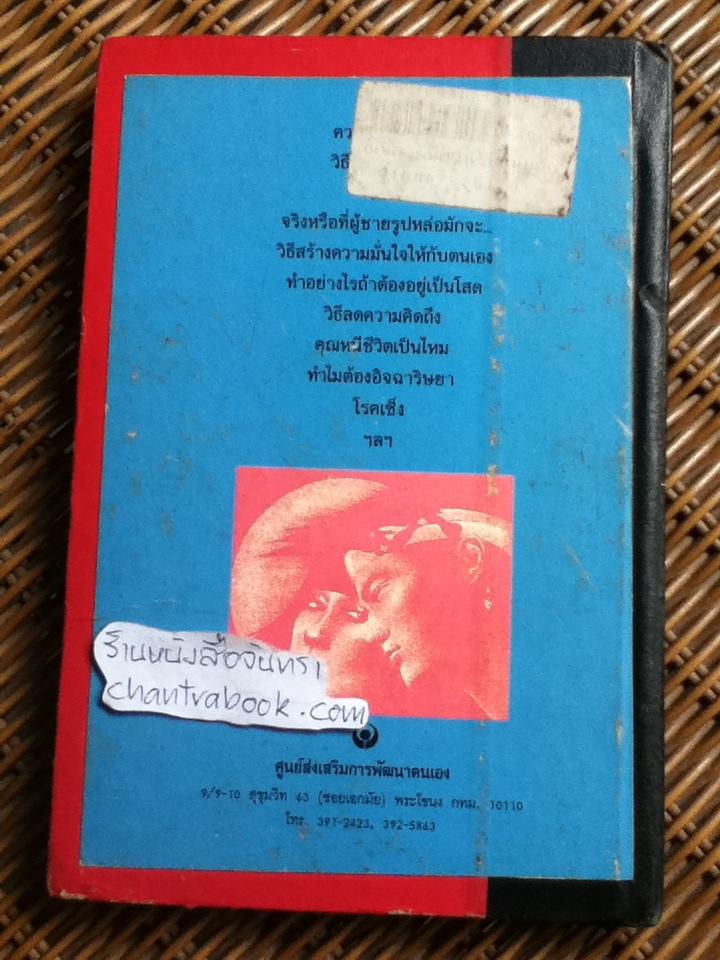 จริงหรือที่ผู้ชายรูปหล่อมักจะ...
วิธีสร้างความมั่นใจให้กับตนเอง
ทำอย่างไรถ้าต้องอยู่เป็นโสด
วิธีลดความคิดถึง
คุณหนีชีวิตเป็นไหม
ทำไมต้องอิจฉาริษยา
โรคเซ็ง
ฯลฯ
ร้านหนังสือจันทรา
chantrabook.com
ศูนย์ส่งเสริมการพัฒนาตนเอง
9/9-10 สุขุมวิท 63 (ซอยเอกมัย) พระโขนง กทม. 10110
โทร. 391-2423, 392-5863